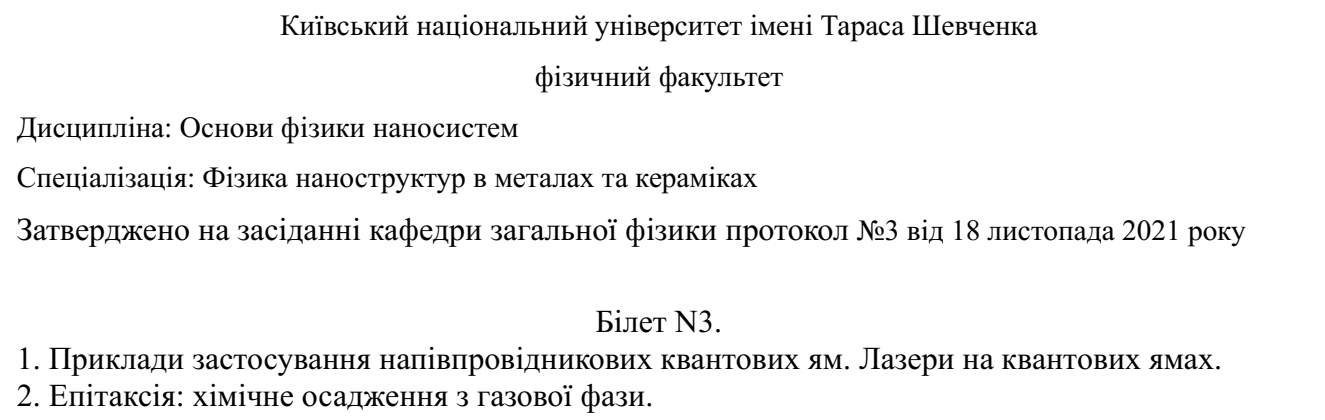 Київський національний університет імені Тараса Шевченка
фізичний факультет
Дисципліна: Основи фізики наносистем
Спеціалізація: Фізика наноструктур в металах та кераміках
Затверджено на засіданні кафедри загальної фізики протокол №3 від 18 листопада 2021 року
Білет N3.
1. Приклади застосування напівпровідникових квантових ям. Лазери на квантових ямах.
2. Епітаксія: хімічне осадження з газової фази.